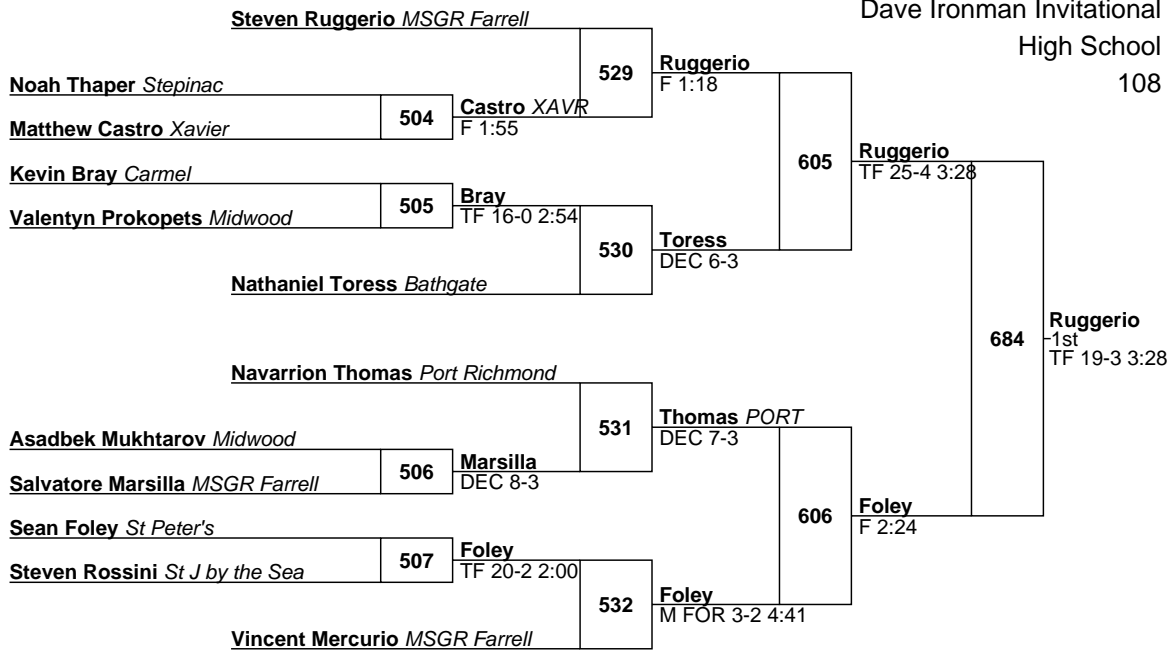 Dave Ironman Invitational
High School
108
Steven Ruggerio MSGR Farrell
529
Ruggerio
F 1:18
Noah Thaper Stepinac
504
Castro XAVR
F 1:55
Matthew Castro Xavier
605
Ruggerio
TF 25-4 3:28
Kevin Bray Carmel
505
Bray
TF 16-0 2:54
Valentyn Prokopets Midwood
530
Toress
DEC 6-3
Nathaniel Toress Bathgate
684
Ruggerio
1st
TF 19-3 3:28
Navarrion Thomas Port Richmond
531
Thomas PORT
DEC 7-3
Asadbek Mukhtarov Midwood
506
Marsilla
DEC 8-3
Salvatore Marsilla MSGR Farrell
606
Foley
F 2:24
Sean Foley St Peter's
507
Foley
TF 20-2 2:00
Steven Rossini St J by the Sea
532
Foley
M FOR 3-2 4:41
Vincent Mercurio MSGR Farrell